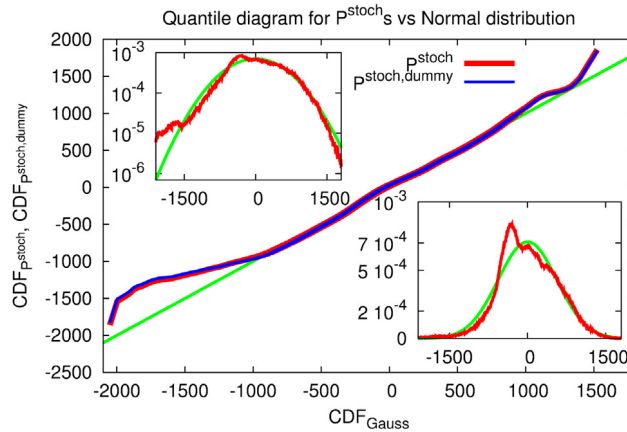 Quantile diagram for P^stoch s vs Normal distribution
CDF_P^stoch, CDF_P^stoch,dummy
2000
1500
1000
500
0
-500
-1000
-1500
-2000
-2500
P^stoch
P^stoch,dummy
10^-3
10^-4
10^-5
10^-6
-1500 0 1500
10^-3
7 10^-4
5 10^-4
2 10^-4
0
-1500 0 1500
-2000 -1500 -1000 -500 0 500 1000 1500
CDF_Gauss